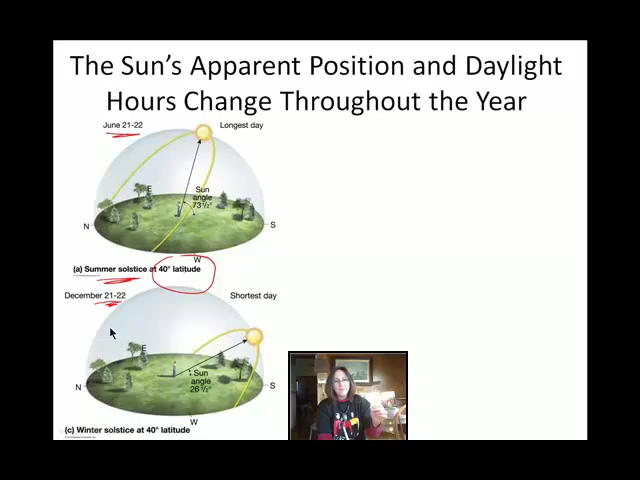 The Sun's Apparent Position and Daylight
Hours Change Throughout the Year
June 21-22
Longest day
E
Sun
angle
73 ½°
N
S
W
(a) Summer solstice at 40° latitude
December 21-22
Shortest day
E
Sun
angle
26 ½°
N
S
W
(c) Winter solstice at 40° latitude